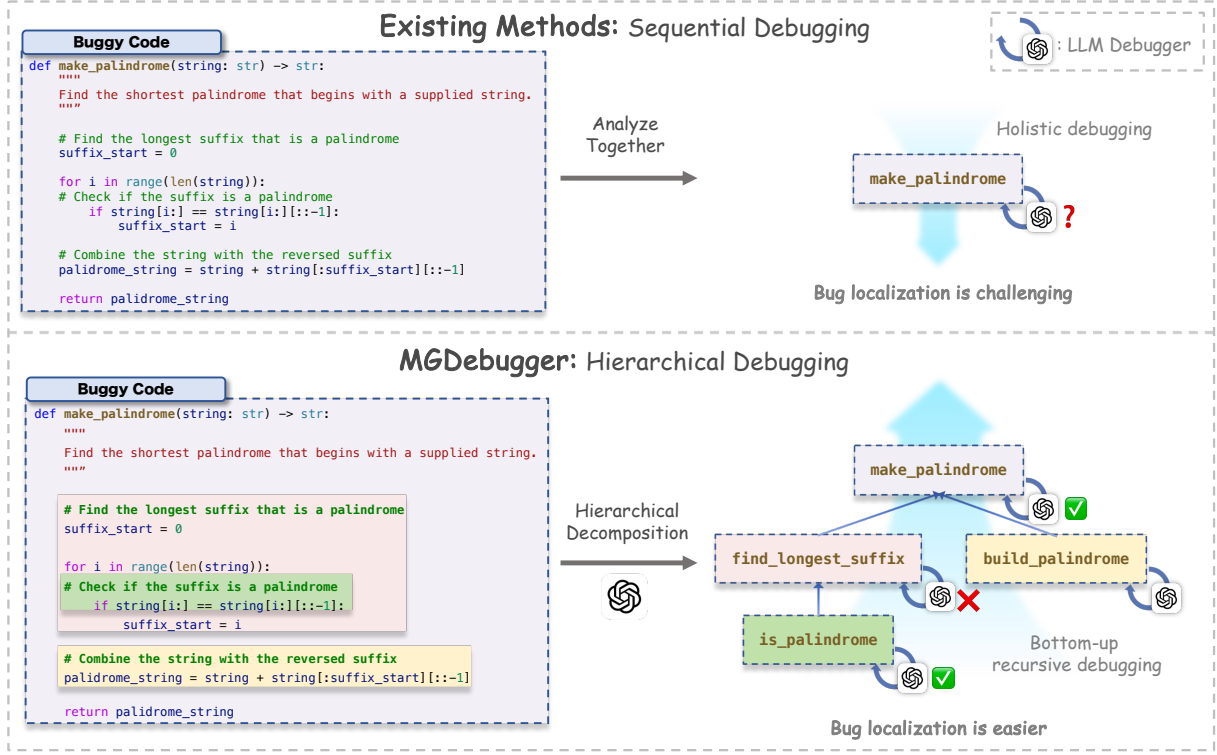 Existing Methods: Sequential Debugging
: LLM Debugger
Buggy Code
def make_palindrome(string: str) -> str:
"""
Find the shortest palindrome that begins with a supplied string.
""”
# Find the longest suffix that is a palindrome
suffix_start = 0
for i in range(len(string)):
# Check if the suffix is a palindrome
if string[i:] == string[i:][::-1]:
suffix_start = i
# Combine the string with the reversed suffix
palidrome_string = string + string[:suffix_start][::-1]
return palidrome_string
Analyze
Together
Holistic debugging
make_palindrome
?
Bug localization is challenging
MGDebugger: Hierarchical Debugging
Buggy Code
def make_palindrome(string: str) -> str:
"""
Find the shortest palindrome that begins with a supplied string.
""”
# Find the longest suffix that is a palindrome
suffix_start = 0
for i in range(len(string)):
# Check if the suffix is a palindrome
if string[i:] == string[i:][::-1]:
suffix_start = i
# Combine the string with the reversed suffix
palidrome_string = string + string[:suffix_start][::-1]
return palidrome_string
Hierarchical
Decomposition
make_palindrome
find_longest_suffix
build_palindrome
is_palindrome
Bottom-up
recursive debugging
Bug localization is easier